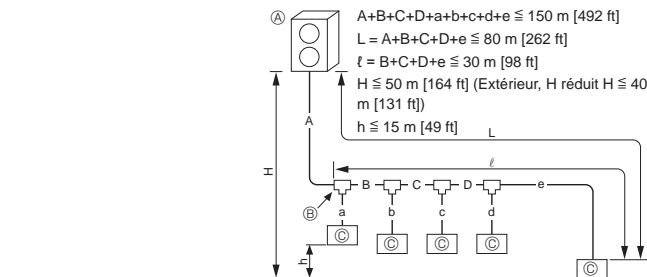 Ⓐ
A+B+C+D+a+b+c+d+e ≦ 150 m [492 ft]
L = A+B+C+D+e ≦ 80 m [262 ft]
ℓ = B+C+D+e ≦ 30 m [98 ft]
H ≦ 50 m [164 ft] (Extérieur, H réduit H ≦ 40
m [131 ft])
h ≦ 15 m [49 ft]
L
A
ℓ
H
B C D e
Ⓑ
a b c d
Ⓒ Ⓒ Ⓒ Ⓒ
h
Ⓒ